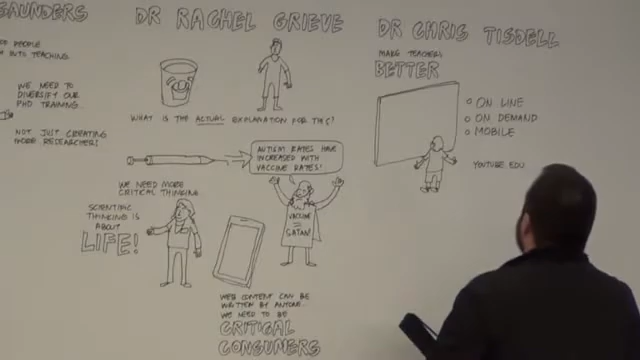 SAUNDERS
PEOPLE
INTO TEACHING
WE NEED TO
DIVERSIFY OUR
PHD TRAINING...
NOT JUST CREATING
MORE RESEARCHERS!
DR RACHEL GRIEVE
WHAT IS THE ACTUAL EXPLANATION FOR THIS?
AUTISM RATES HAVE
INCREASED WITH
VACCINE RATES!
VACCINE
=
SATAN!
WE NEED MORE
CRITICAL THINKING
SCIENTIFIC
THINKING IS
ABOUT
LIFE!
WEB CONTENT CAN BE
WRITTEN BY ANYONE...
WE NEED TO BE
CRITICAL
CONSUMERS
DR CHRIS TISDELL
MAKE TEACHERS
BETTER
ON LINE
ON DEMAND
MOBILE
YOUTUBE EDU